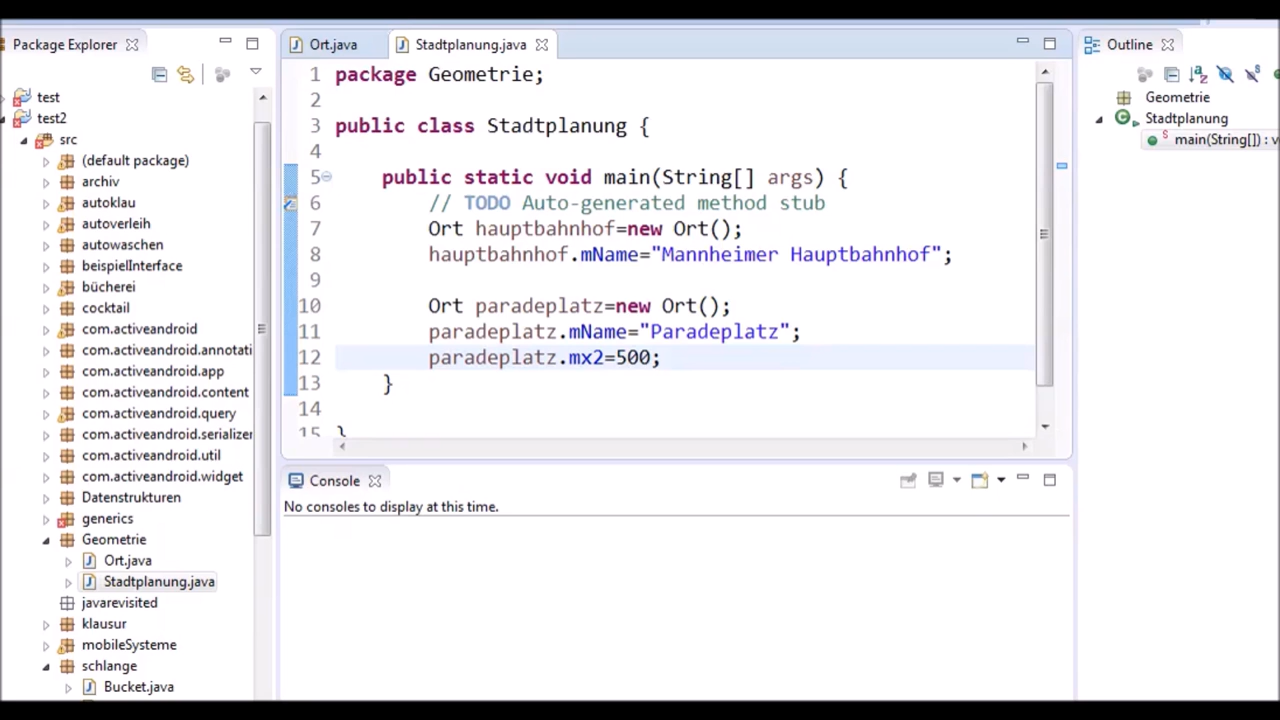 Package Explorer
test
test2
src
(default package)
archiv
autoklau
autoverleih
autowaschen
beispielInterface
bücherei
cocktail
com.activeandroid
com.activeandroid.annotati
com.activeandroid.app
com.activeandroid.content
com.activeandroid.query
com.activeandroid.serializer
com.activeandroid.util
com.activeandroid.widget
Datenstrukturen
generics
Geometrie
Ort.java
Stadtplanung.java
javarevisited
klausur
mobileSysteme
schlange
Bucket.java
Ort.java
Stadtplanung.java
1 package Geometrie;
2
3 public class Stadtplanung {
4
5 public static void main(String[] args) {
6 // TODO Auto-generated method stub
7 Ort hauptbahnhof=new Ort();
8 hauptbahnhof.mName="Mannheimer Hauptbahnhof";
9
10 Ort paradeplatz=new Ort();
11 paradeplatz.mName="Paradeplatz";
12 paradeplatz.mx2=500;
13 }
14
15 }
Console
No consoles to display at this time.
Outline
Geometrie
Stadtplanung
main(String[]) : v